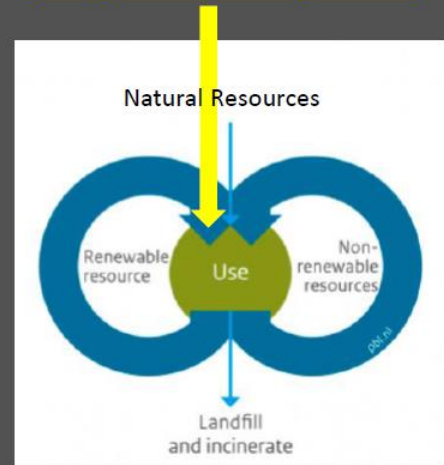 Natural Resources
Renewable
resource
Use
Non-
renewable
resources
pbl.nl
Landfill
and incinerate